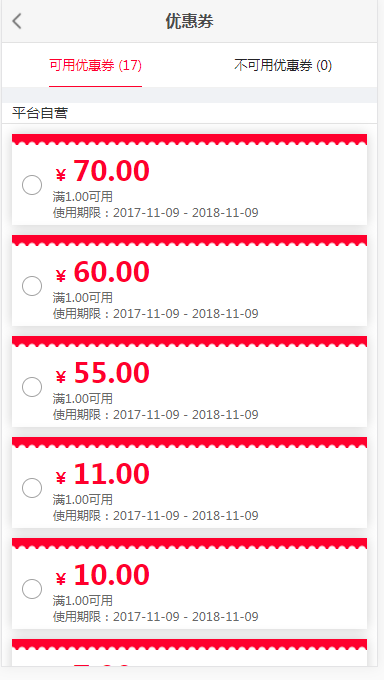 优惠券
可用优惠券 (17)
不可用优惠券 (0)
平台自营
¥ 70.00
满1.00可用
使用期限：2017-11-09 - 2018-11-09
¥ 60.00
满1.00可用
使用期限：2017-11-09 - 2018-11-09
¥ 55.00
满1.00可用
使用期限：2017-11-09 - 2018-11-09
¥ 11.00
满1.00可用
使用期限：2017-11-09 - 2018-11-09
¥ 10.00
满1.00可用
使用期限：2017-11-09 - 2018-11-09